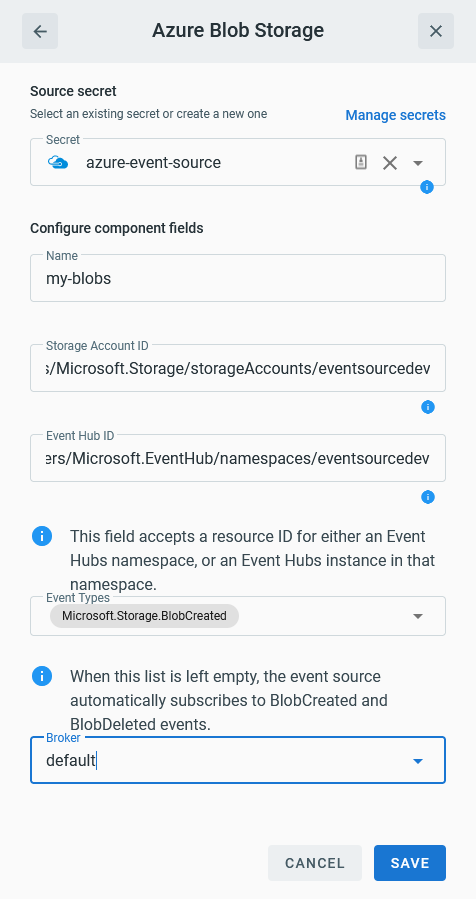 Azure Blob Storage
Source secret
Select an existing secret or create a new one
Manage secrets
Secret
azure-event-source
Configure component fields
Name
my-blobs
Storage Account ID
s/Microsoft.Storage/storageAccounts/eventsourcedev
Event Hub ID
ers/Microsoft.EventHub/namespaces/eventsourcedev
This field accepts a resource ID for either an Event
Hubs namespace, or an Event Hubs instance in that
namespace.
Event Types
Microsoft.Storage.BlobCreated
When this list is left empty, the event source
automatically subscribes to BlobCreated and
BlobDeleted events.
Broker
default
CANCEL
SAVE